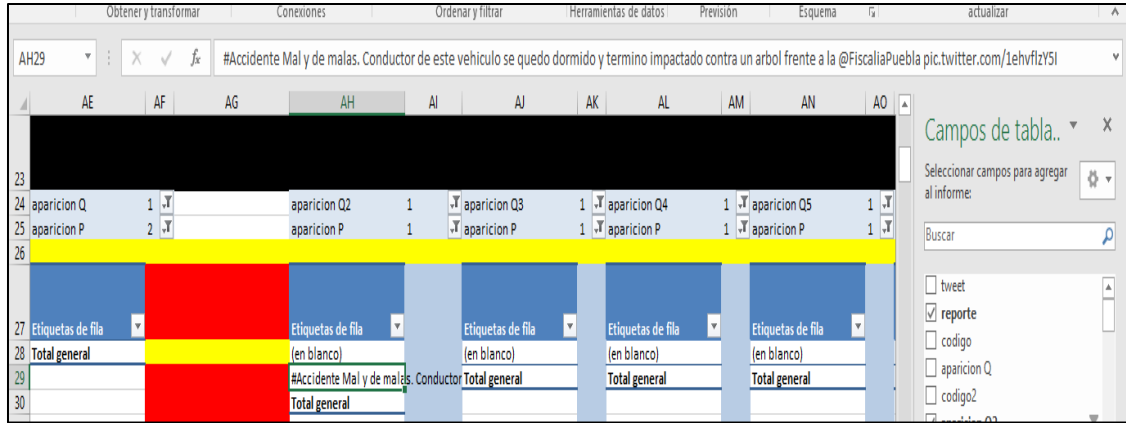 Obtener y transformar Conexiones Ordenar y filtrar Herramientas de datos Previsión Esquema actualizar
AH29 fx #Accidente Mal y de malas. Conductor de este vehiculo se quedo dormido y termino impactado contra un arbol frente a la @FiscaliaPuebla pic.twitter.com/1ehvflzY5I
AE AF AG AH AI AJ AK AL AM AN AO
Campos de tabla..
Seleccionar campos para agregar
al informe:
Buscar
tweet
reporte
codigo
aparicion Q
codigo2
23
24 aparicion Q 1 aparicion Q2 1 aparicion Q3 1 aparicion Q4 1 aparicion Q5 1
25 aparicion P 2 aparicion P 1 aparicion P 1 aparicion P 1 aparicion P 1
26
27 Etiquetas de fila Etiquetas de fila Etiquetas de fila Etiquetas de fila Etiquetas de fila
28 Total general (en blanco) (en blanco) (en blanco) (en blanco)
29 #Accidente Mal y de malas. Conductor Total general Total general Total general
30 Total general